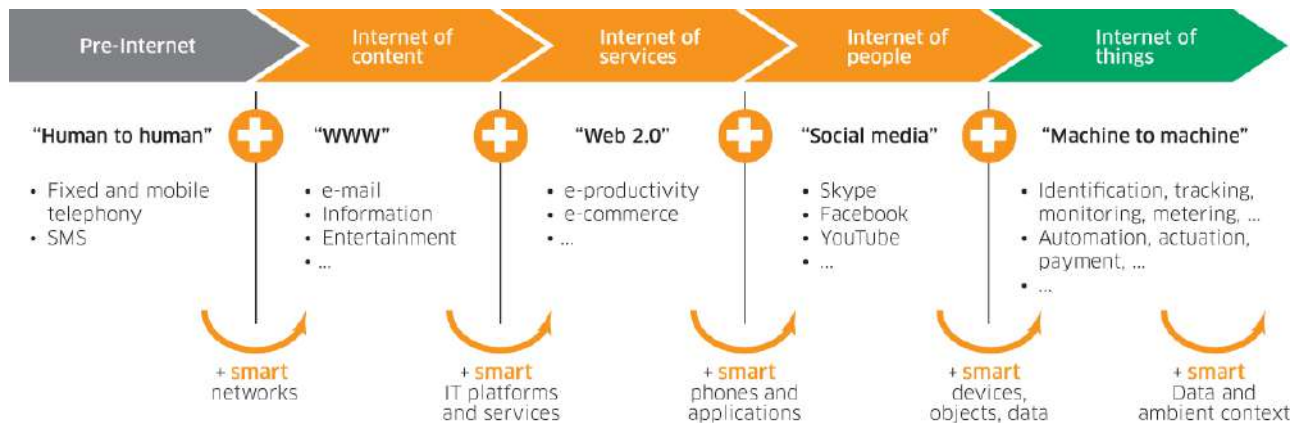 Pre-Internet
Internet of
content
Internet of
services
Internet of
people
Internet of
things
“Human to human”
• Fixed and mobile
telephony
• SMS
“WWW”
• e-mail
• Information
• Entertainment
• ...
“Web 2.0”
• e-productivity
• e-commerce
• ...
“Social media”
• Skype
• Facebook
• YouTube
• ...
“Machine to machine”
• Identification, tracking,
monitoring, metering, ...
• Automation, actuation,
payment, ...
• ...
+ smart
networks
+ smart
IT platforms
and services
+ smart
phones and
applications
+ smart
devices,
objects, data
+ smart
Data and
ambient context